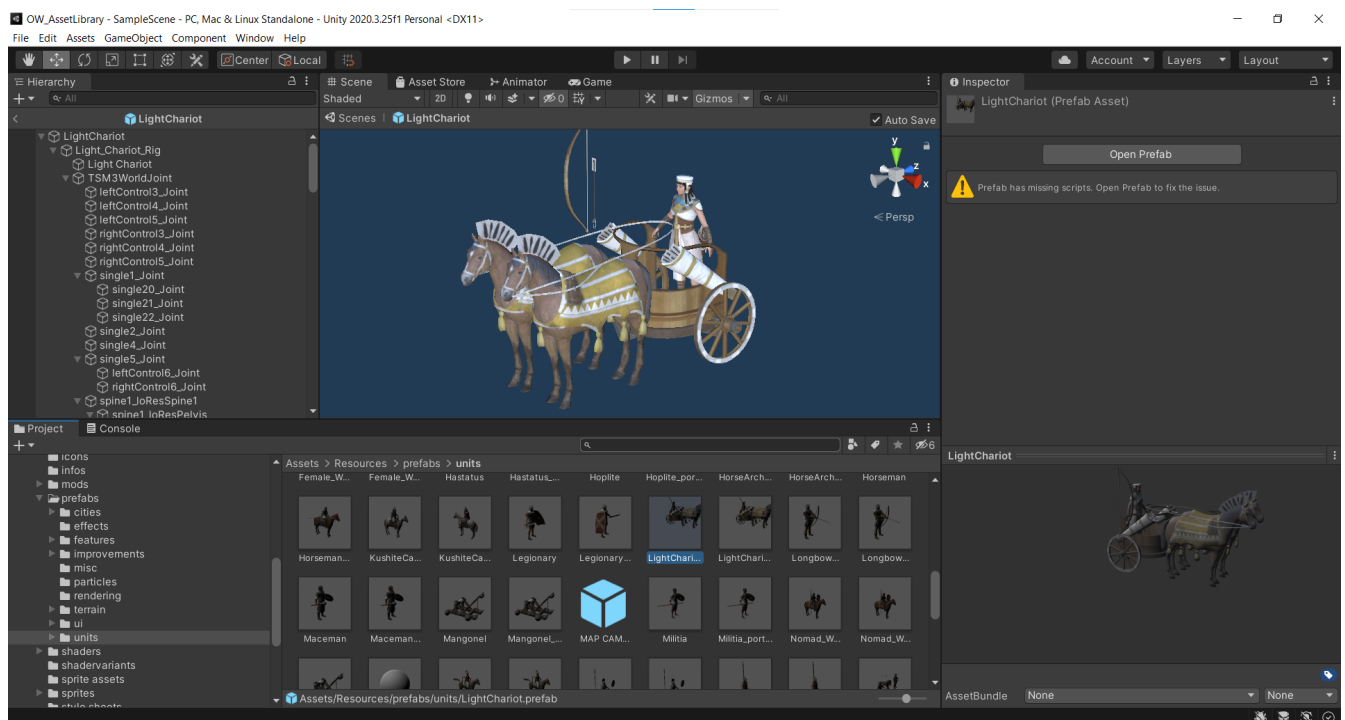 OW_AssetLibrary - SampleScene - PC, Mac & Linux Standalone - Unity 2020.3.25f1 Personal <DX11>
File Edit Assets GameObject Component Window Help
Center Local
Account Layers Layout
Hierarchy
All
LightChariot
LightChariot
Light_Chariot_Rig
Light Chariot
TSM3WorldJoint
leftControl3_Joint
leftControl4_Joint
leftControl5_Joint
rightControl3_Joint
rightControl4_Joint
rightControl5_Joint
single1_Joint
single20_Joint
single21_Joint
single22_Joint
single2_Joint
single4_Joint
single5_Joint
leftControl6_Joint
rightControl6_Joint
spine1_loResSpine1
spine1_loResPelvis
Scene Asset Store Animator Game
Shaded 2D 0 Gizmos All
Scenes LightChariot Auto Save
y
z
x
Persp
Inspector
LightChariot (Prefab Asset)
Open Prefab
Prefab has missing scripts. Open Prefab to fix the issue.
Project Console
6
icons
infos
mods
prefabs
cities
effects
features
improvements
misc
particles
rendering
terrain
ui
units
shaders
shadervariants
sprite assets
sprites
style sheets
Assets > Resources > prefabs > units
Female_W... Female_W... Hastatus Hastatus_... Hoplite Hoplite_por... HorseArch... HorseArch... Horseman
Horseman... KushiteCa... KushiteCa... Legionary Legionary... LightChari... LightChari... Longbow... Longbow...
Maceman Maceman... Mangonel Mangonel_... MAP CAM... Militia Militia_port... Nomad_W... Nomad_W...
Assets/Resources/prefabs/units/LightChariot.prefab
LightChariot
AssetBundle None None